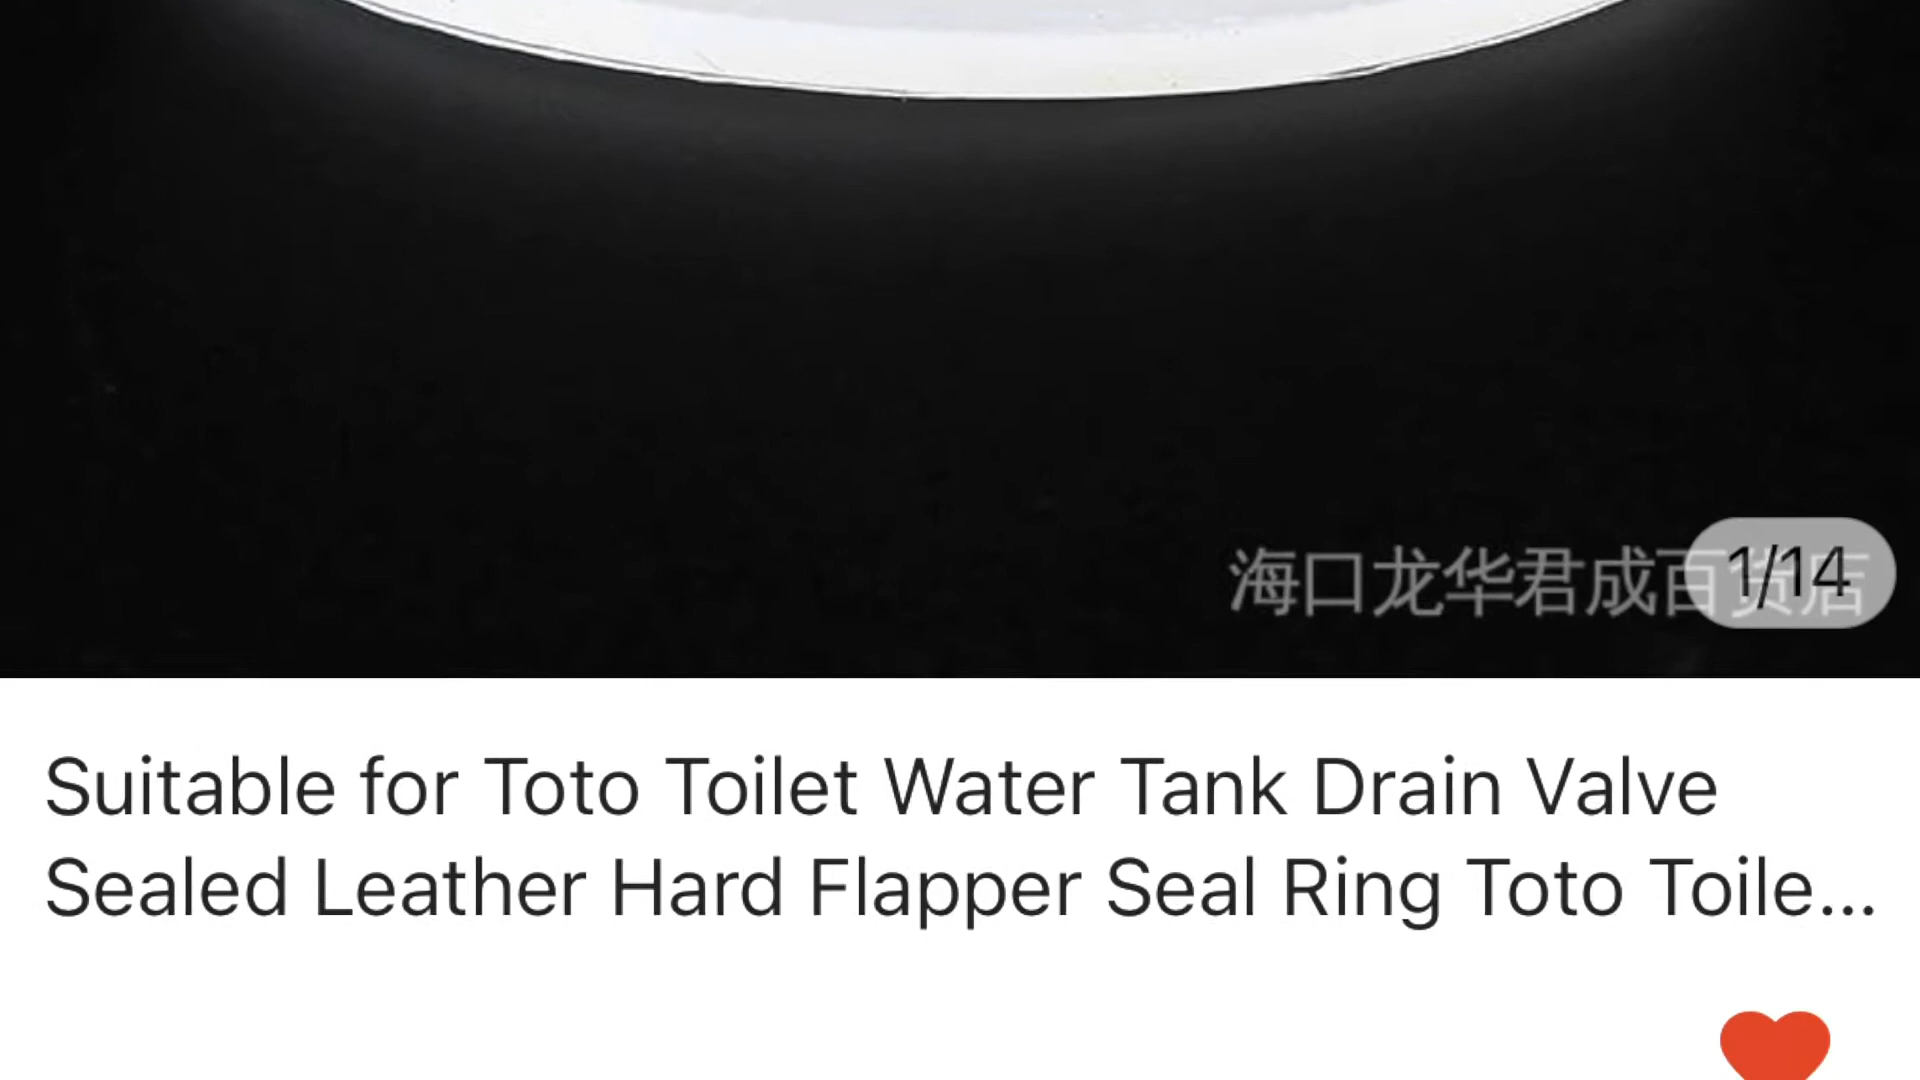 海口龙华君成百货店
1/14
Suitable for Toto Toilet Water Tank Drain Valve
Sealed Leather Hard Flapper Seal Ring Toto Toile...